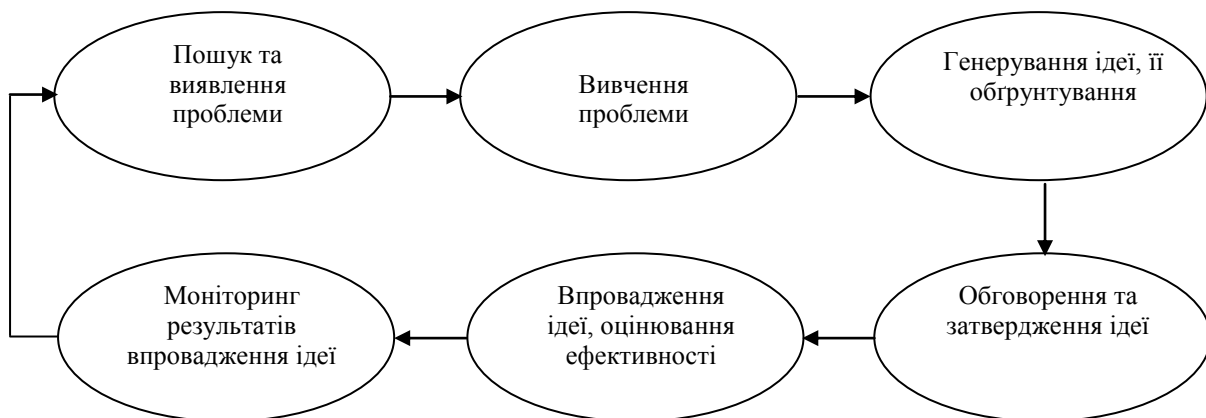 Пошук та
виявлення
проблеми
Вивчення
проблеми
Генерування ідеї, її
обґрунтування
Обговорення та
затвердження ідеї
Впровадження
ідеї, оцінювання
ефективності
Моніторинг
результатів
впровадження ідеї